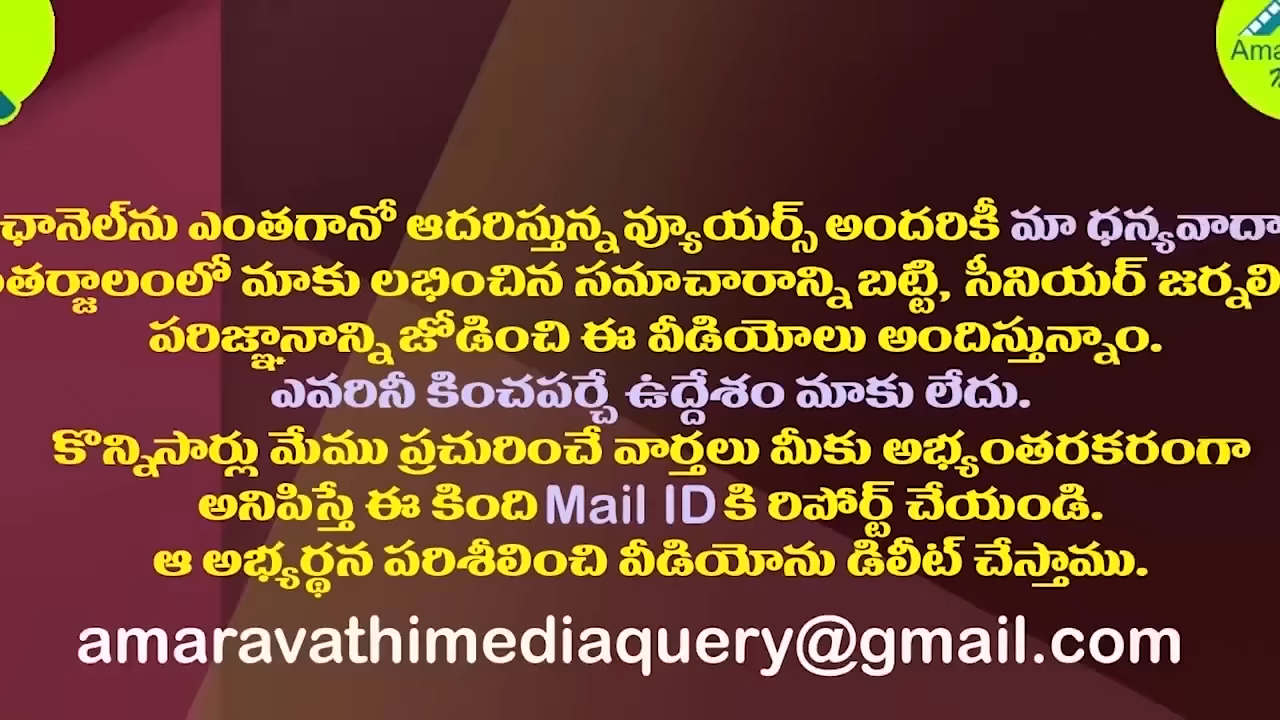 Ama
ఛానెల్‌ను ఎంతగానో ఆదరిస్తున్న వ్యూయర్స్ అందరికీ మా ధన్యవాదా
తర్జాలంలో మాకు లభించిన సమాచారాన్ని బట్టి, సీనియర్ జర్నలి
పరిజ్ఞానాన్ని జోడించి ఈ వీడియోలు అందిస్తున్నాం.
ఎవరినీ కించపర్చే ఉద్దేశం మాకు లేదు.
కొన్నిసార్లు మేము ప్రచురించే వార్తలు మీకు అభ్యంతరకరంగా
అనిపిస్తే ఈ కింది Mail ID కి రిపోర్ట్ చేయండి.
ఆ అభ్యర్థన పరిశీలించి వీడియోను డిలీట్ చేస్తాము.
amaravathimediaquery@gmail.com